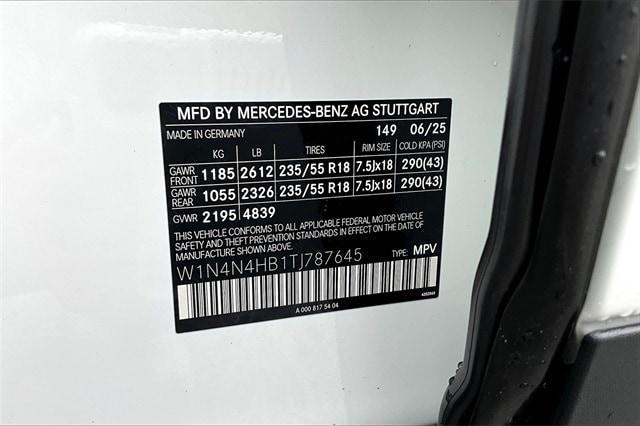 MFD BY MERCEDES-BENZ AG STUTTGART
MADE IN GERMANY 149 06/25
KG LB TIRES RIM SIZE COLD KPA (PSI)
GAWR FRONT 1185 2612 235/55 R18 7.5Jx18 290(43)
GAWR REAR 1055 2326 235/55 R18 7.5Jx18 290(43)
GWR 2195 4839
THIS VEHICLE CONFORMS TO ALL APPLICABLE FEDERAL MOTOR VEHICLE
SAFETY AND THEFT PREVENTION STANDARDS IN EFFECT ON THE DATE OF
MANUFACTURE SHOWN ABOVE.
W1N4N4HB1TJ787645 TYPE: MPV
A 000 817 54 04